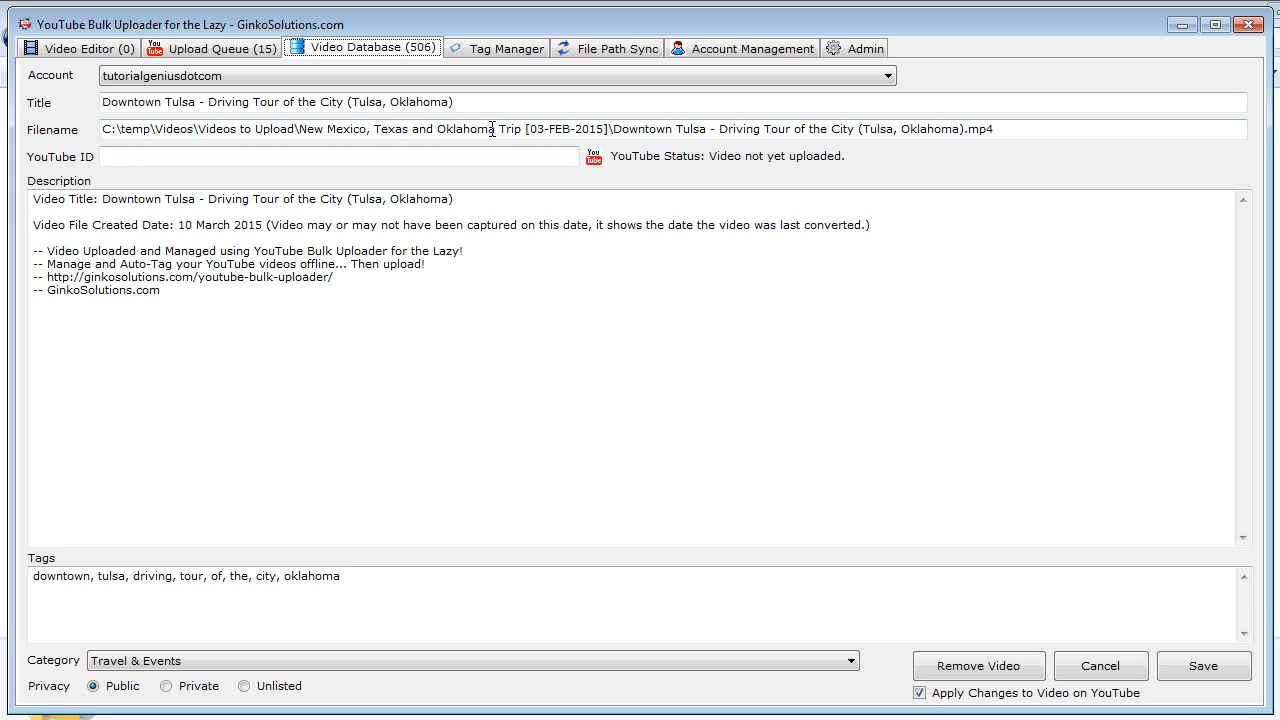 YouTube Bulk Uploader for the Lazy - GinkoSolutions.com
Video Editor (0) You Tube Upload Queue (15) Video Database (506) Tag Manager File Path Sync Account Management Admin
Account tutorialgeniusdotcom
Title Downtown Tulsa - Driving Tour of the City (Tulsa, Oklahoma)
Filename C:\temp\Videos\Videos to Upload\New Mexico, Texas and Oklahoma Trip [03-FEB-2015]\Downtown Tulsa - Driving Tour of the City (Tulsa, Oklahoma).mp4
YouTube ID You Tube YouTube Status: Video not yet uploaded.
Description
Video Title: Downtown Tulsa - Driving Tour of the City (Tulsa, Oklahoma)
Video File Created Date: 10 March 2015 (Video may or may not have been captured on this date, it shows the date the video was last converted.)
-- Video Uploaded and Managed using YouTube Bulk Uploader for the Lazy!
-- Manage and Auto-Tag your YouTube videos offline... Then upload!
-- http://ginkosolutions.com/youtube-bulk-uploader/
-- GinkoSolutions.com
Tags
downtown, tulsa, driving, tour, of, the, city, oklahoma
Category Travel & Events
Remove Video Cancel Save
Privacy Public Private Unlisted
Apply Changes to Video on YouTube